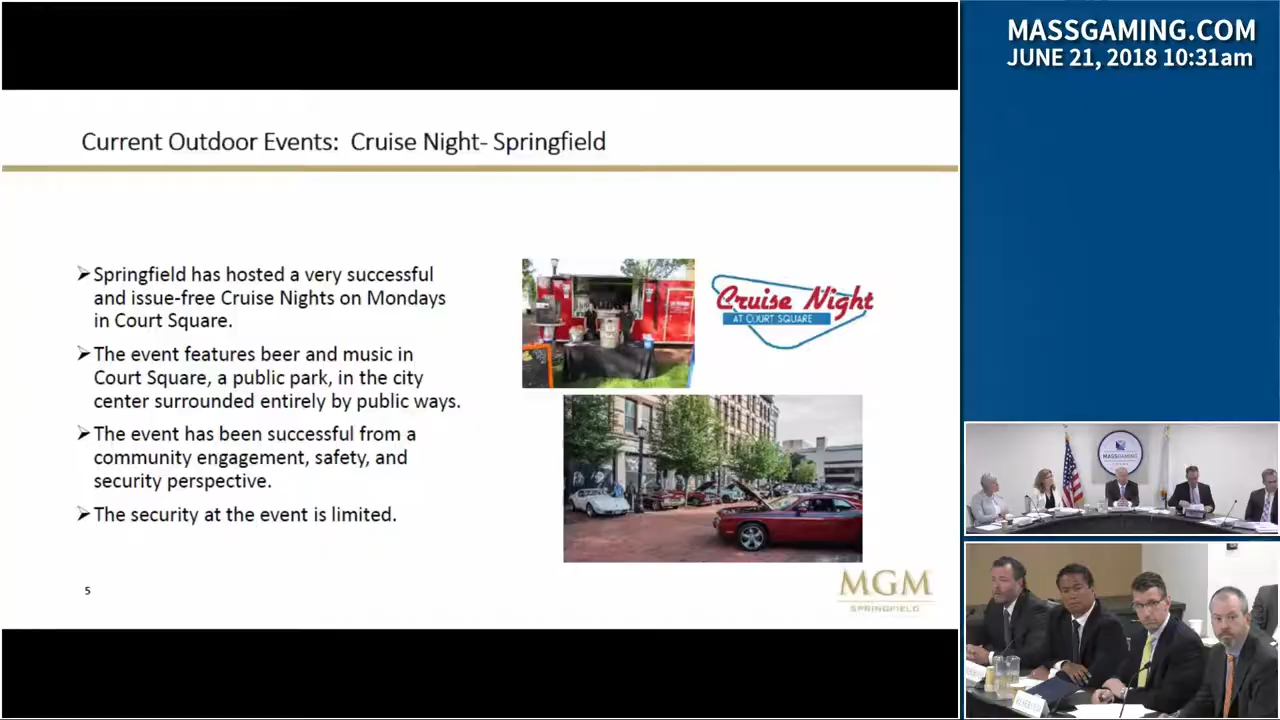 MASSGAMING.COM
JUNE 21, 2018 10:31am
Current Outdoor Events:  Cruise Night- Springfield
➢Springfield has hosted a very successful
and issue-free Cruise Nights on Mondays
in Court Square.
➢The event features beer and music in
Court Square, a public park, in the city
center surrounded entirely by public ways.
➢The event has been successful from a
community engagement, safety, and
security perspective.
➢The security at the event is limited.
Cruise Night
AT COURT SQUARE
5
MGM
SPRINGFIELD
MASSGAMING